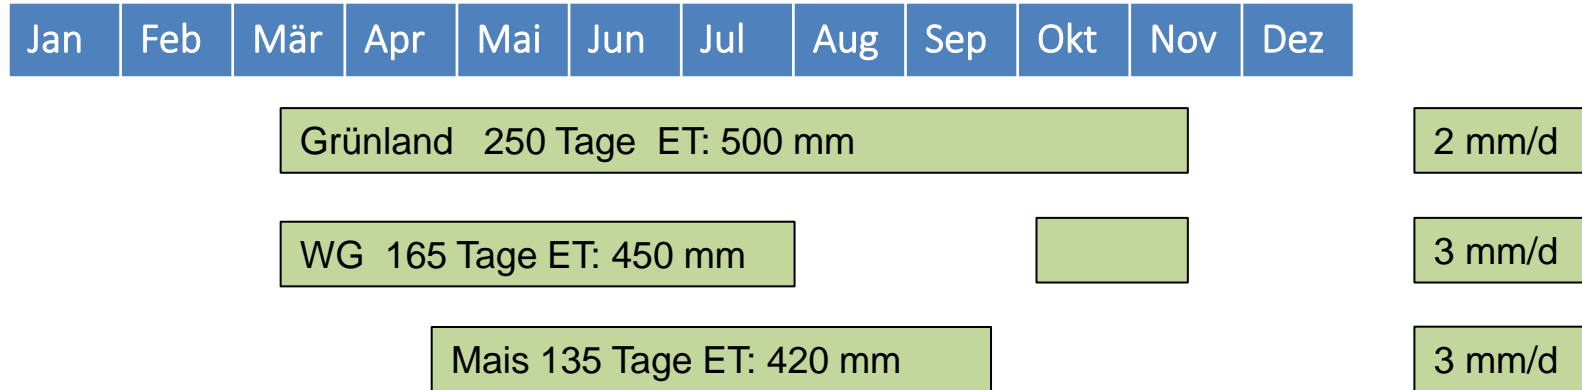 Jan Feb Mär Apr Mai Jun Jul Aug Sep Okt Nov Dez
Grünland 250 Tage ET: 500 mm 2 mm/d
WG 165 Tage ET: 450 mm 3 mm/d
Mais 135 Tage ET: 420 mm 3 mm/d